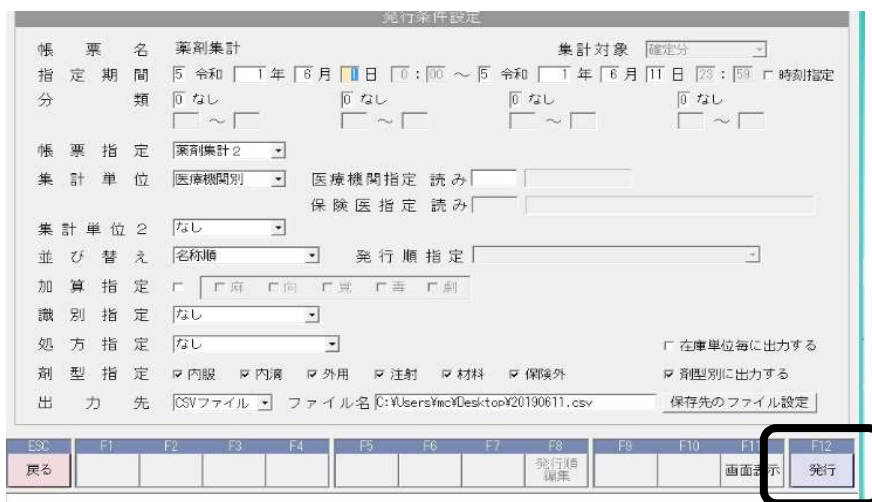 発行条件設定
帳票名 薬剤集計 集計対象 確定分
指定期間 5 令和 1 年 6 月 1 日 0 : 00 ～ 5 令和 1 年 6 月 11 日 23 : 59 時刻指定
分類 0 なし 0 なし 0 なし 0 なし
～ ～ ～ ～
帳票指定 薬剤集計2
集計単位 医療機関別 医療機関指定 読み
保険医指定 読み
集計単位2 なし
並び替え 名称順 発行順指定
加算指定 麻 向 覚 毒 劇
識別指定 なし
処方指定 なし 在庫単位毎に出力する
剤型指定 内服 内滴 外用 注射 材料 保険外 剤型別に出力する
出力先 CSVファイル ファイル名 C:¥Users¥mc¥Desktop¥20190611.csv 保存先のファイル設定
ESC F1 F2 F3 F4 F5 F6 F7 F8 F9 F10 F11 F12
戻る 発行順編集 画面表示 発行